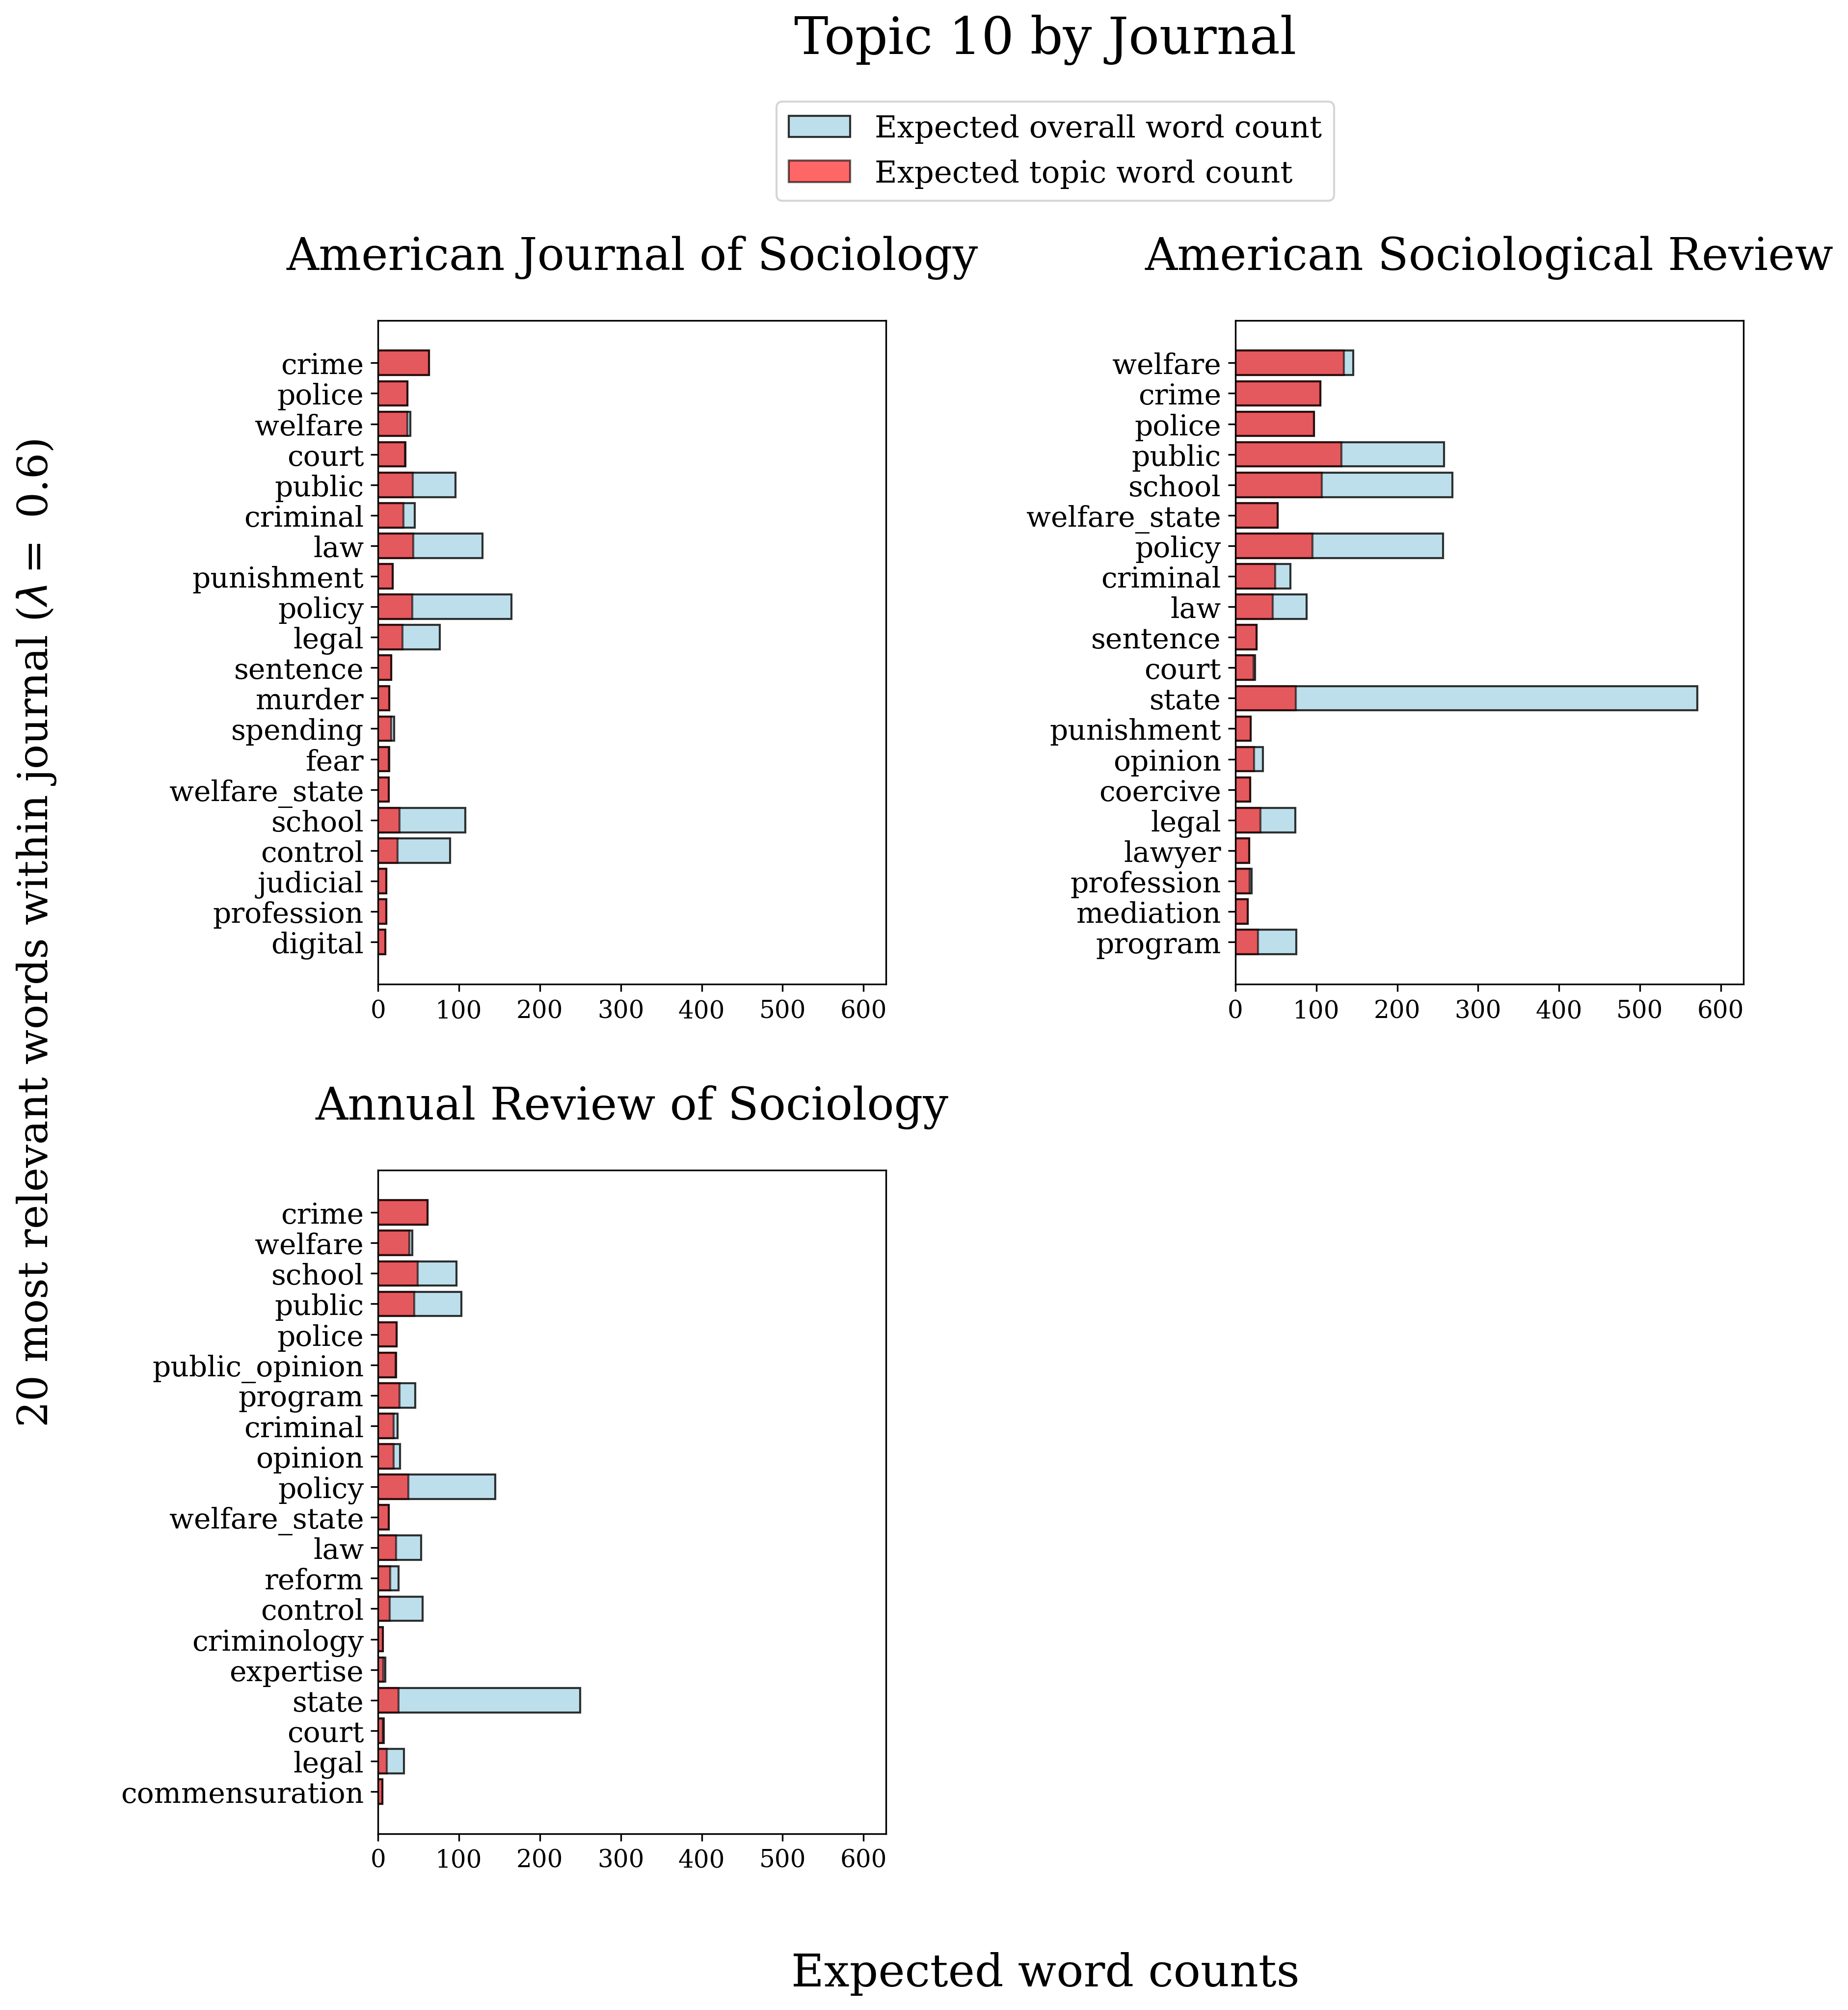 Topic 10 by Journal
Expected overall word count
Expected topic word count
American Journal of Sociology
crime
police
welfare
court
public
criminal
law
punishment
policy
legal
sentence
murder
spending
fear
welfare_state
school
control
judicial
profession
digital
0 100 200 300 400 500 600
American Sociological Review
welfare
crime
police
public
school
welfare_state
policy
criminal
law
sentence
court
state
punishment
opinion
coercive
legal
lawyer
profession
mediation
program
0 100 200 300 400 500 600
Annual Review of Sociology
crime
welfare
school
public
police
public_opinion
program
criminal
opinion
policy
welfare_state
law
reform
control
criminology
expertise
state
court
legal
commensuration
0 100 200 300 400 500 600
20 most relevant words within journal (λ = 0.6)
Expected word counts